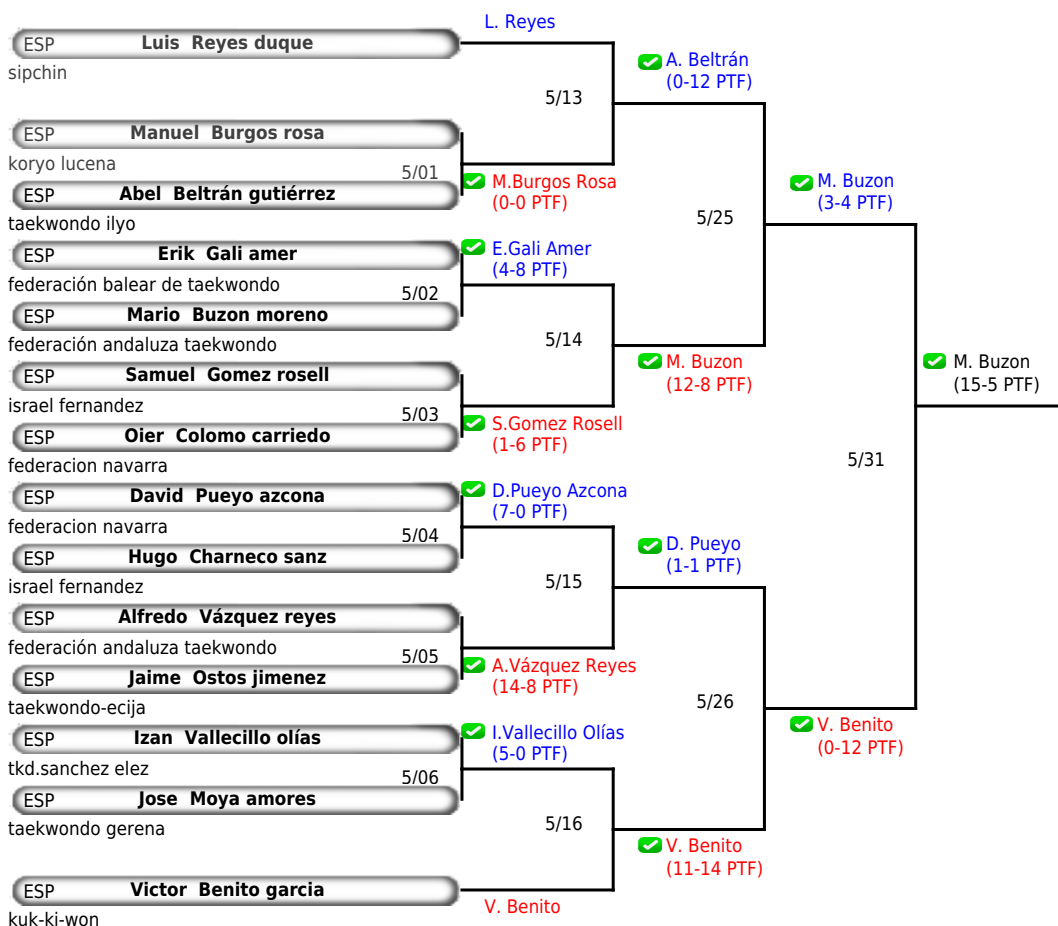 L. Reyes
ESP Luis Reyes duque
sipchin
A. Beltrán
(0-12 PTF)
5/13
ESP Manuel Burgos rosa
koryo lucena
5/01
M.Burgos Rosa
(0-0 PTF)
ESP Abel Beltrán gutiérrez
taekwondo ilyo
M. Buzon
(3-4 PTF)
5/25
ESP Erik Gali amer
E.Gali Amer
(4-8 PTF)
federación balear de taekwondo
5/02
ESP Mario Buzon moreno
federación andaluza taekwondo
5/14
M. Buzon
(12-8 PTF)
M. Buzon
(15-5 PTF)
ESP Samuel Gomez rosell
israel fernandez
5/03
S.Gomez Rosell
(1-6 PTF)
ESP Oier Colomo carriedo
federacion navarra
5/31
ESP David Pueyo azcona
D.Pueyo Azcona
(7-0 PTF)
federacion navarra
5/04
ESP Hugo Charneco sanz
israel fernandez
D. Pueyo
(1-1 PTF)
5/15
ESP Alfredo Vázquez reyes
federación andaluza taekwondo
5/05
A.Vázquez Reyes
(14-8 PTF)
ESP Jaime Ostos jimenez
taekwondo-ecija
5/26
V. Benito
(0-12 PTF)
ESP Izan Vallecillo olías
I.Vallecillo Olías
(5-0 PTF)
tkd.sanchez elez
5/06
ESP Jose Moya amores
taekwondo gerena
5/16
V. Benito
(11-14 PTF)
ESP Victor Benito garcia
V. Benito
kuk-ki-won